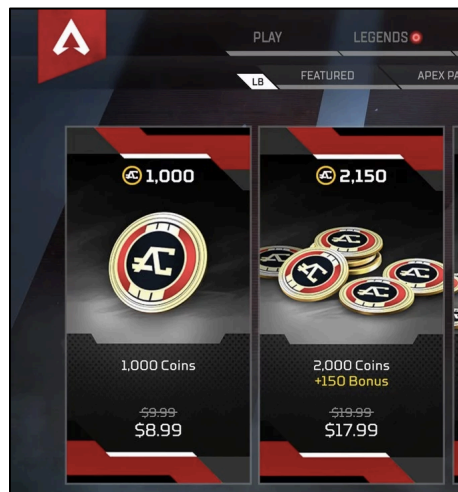 PLAY
LEGENDS
LB
FEATURED
APEX PA
1,000
1,000 Coins
$9.99
$8.99
2,150
2,000 Coins
+150 Bonus
$19.99
$17.99